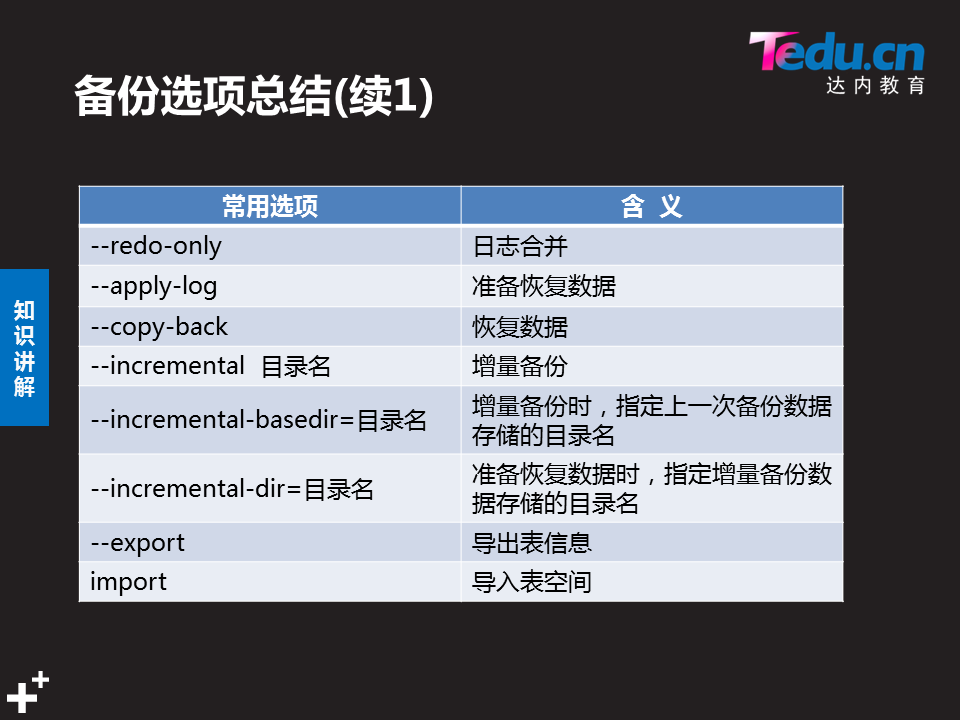 Tedu.cn
达内教育
备份选项总结(续1)
知识讲解
常用选项 含 义
--redo-only 日志合并
--apply-log 准备恢复数据
--copy-back 恢复数据
--incremental 目录名 增量备份
--incremental-basedir=目录名 增量备份时，指定上一次备份数据
存储的目录名
--incremental-dir=目录名 准备恢复数据时，指定增量备份数
据存储的目录名
--export 导出表信息
import 导入表空间